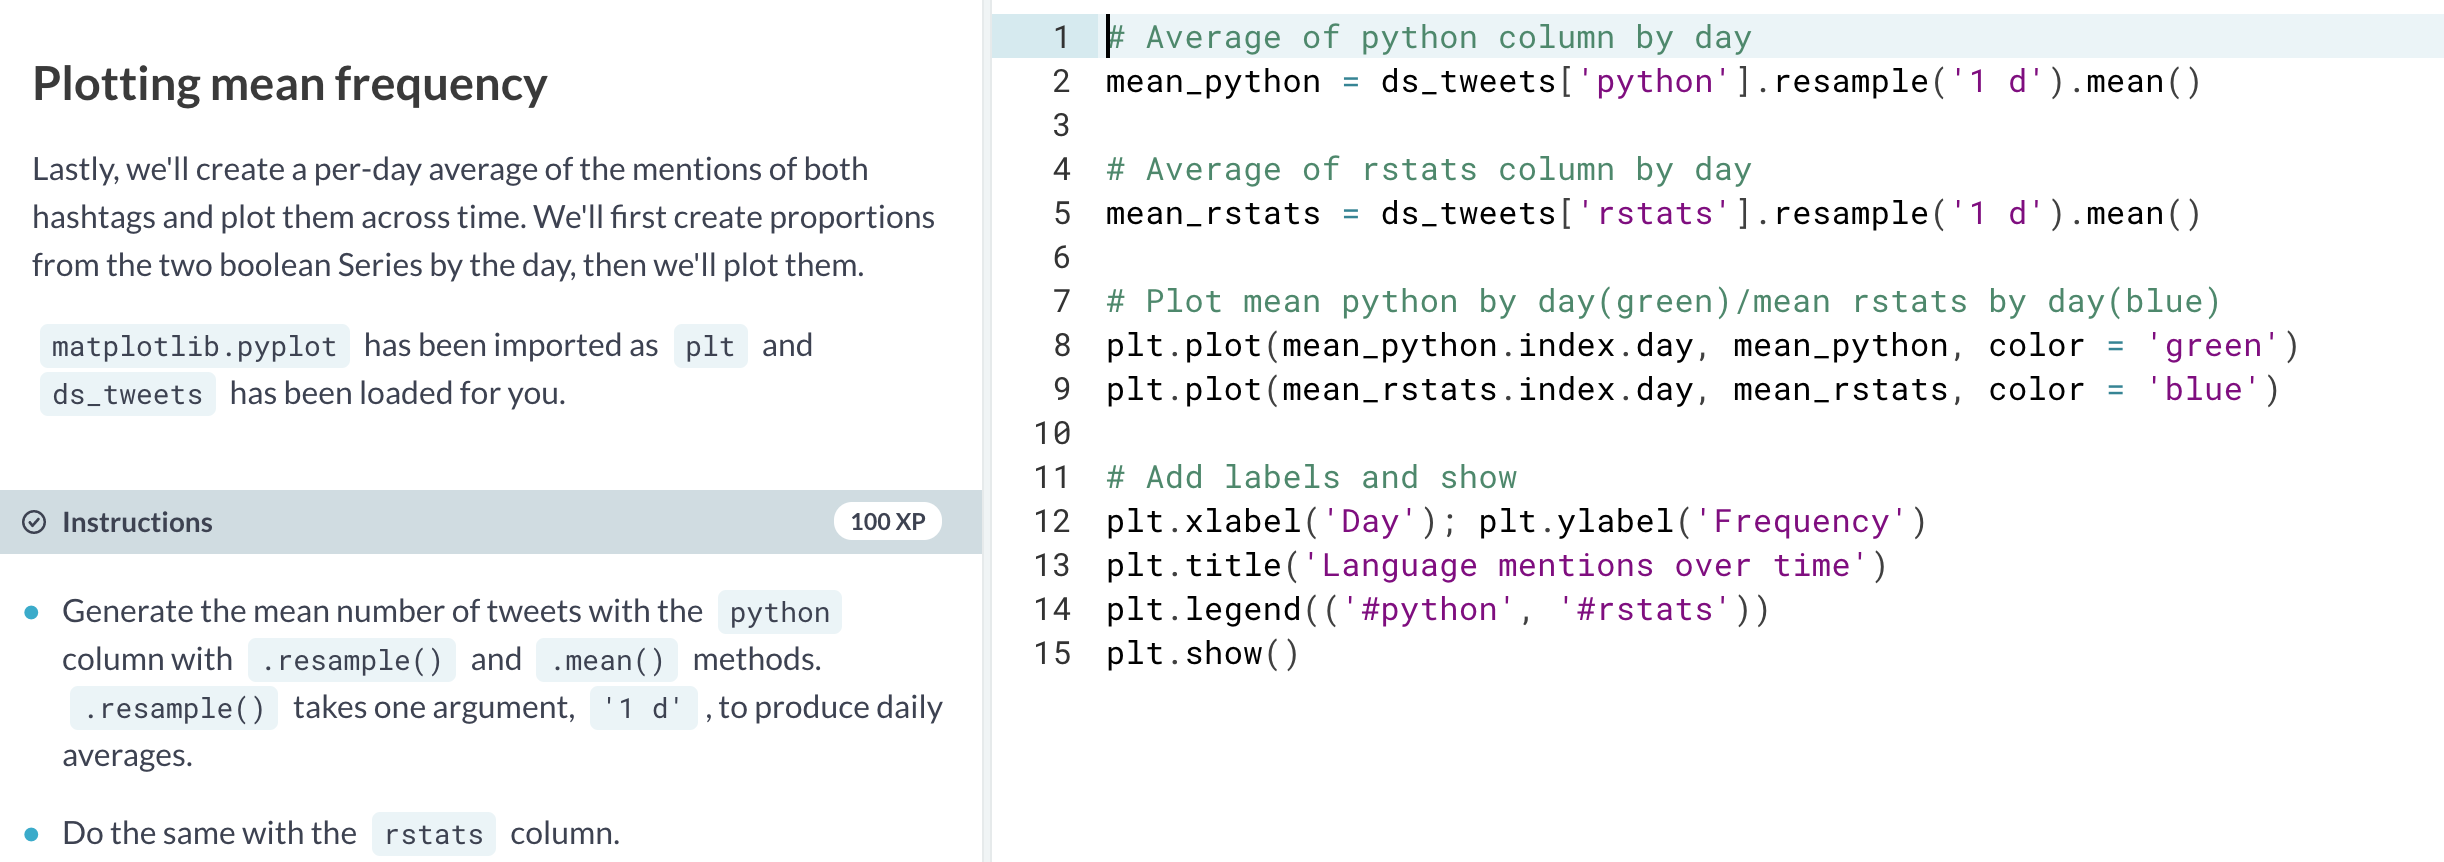 Plotting mean frequency
Lastly, we'll create a per-day average of the mentions of both
hashtags and plot them across time. We'll first create proportions
from the two boolean Series by the day, then we'll plot them.
matplotlib.pyplot has been imported as plt and
ds_tweets has been loaded for you.
Instructions
100 XP
Generate the mean number of tweets with the python
column with .resample() and .mean() methods.
.resample() takes one argument, '1 d' , to produce daily
averages.
Do the same with the rstats column.
1 # Average of python column by day
2 mean_python = ds_tweets['python'].resample('1 d').mean()
3
4 # Average of rstats column by day
5 mean_rstats = ds_tweets['rstats'].resample('1 d').mean()
6
7 # Plot mean python by day(green)/mean rstats by day(blue)
8 plt.plot(mean_python.index.day, mean_python, color = 'green')
9 plt.plot(mean_rstats.index.day, mean_rstats, color = 'blue')
10
11 # Add labels and show
12 plt.xlabel('Day'); plt.ylabel('Frequency')
13 plt.title('Language mentions over time')
14 plt.legend(('#python', '#rstats'))
15 plt.show()